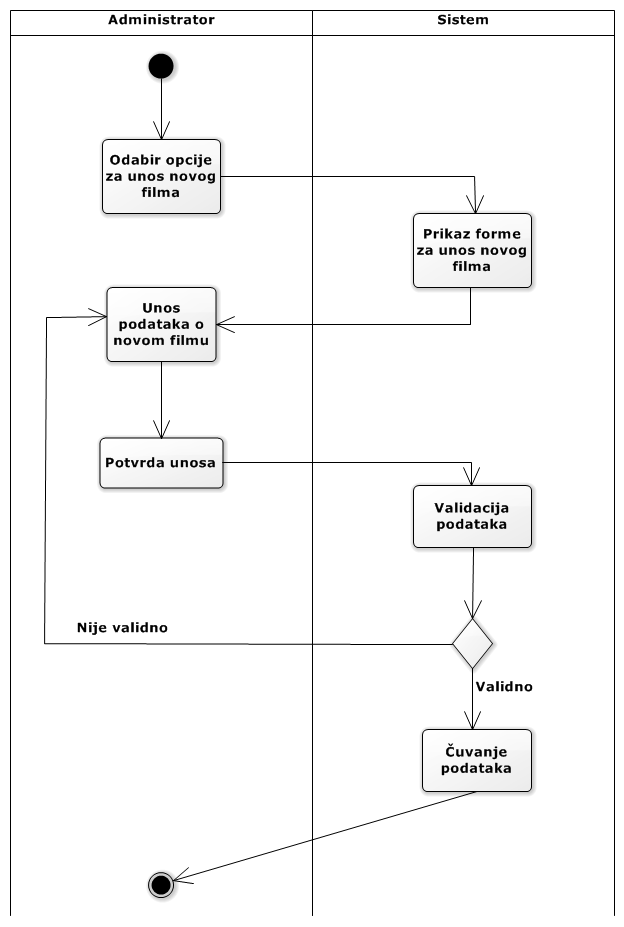 Administrator
Sistem
Odabir opcije
za unos novog
filma
Prikaz forme
za unos novog
filma
Unos
podataka o
novom filmu
Potvrda unosa
Validacija
podataka
Nije validno
Validno
Čuvanje
podataka